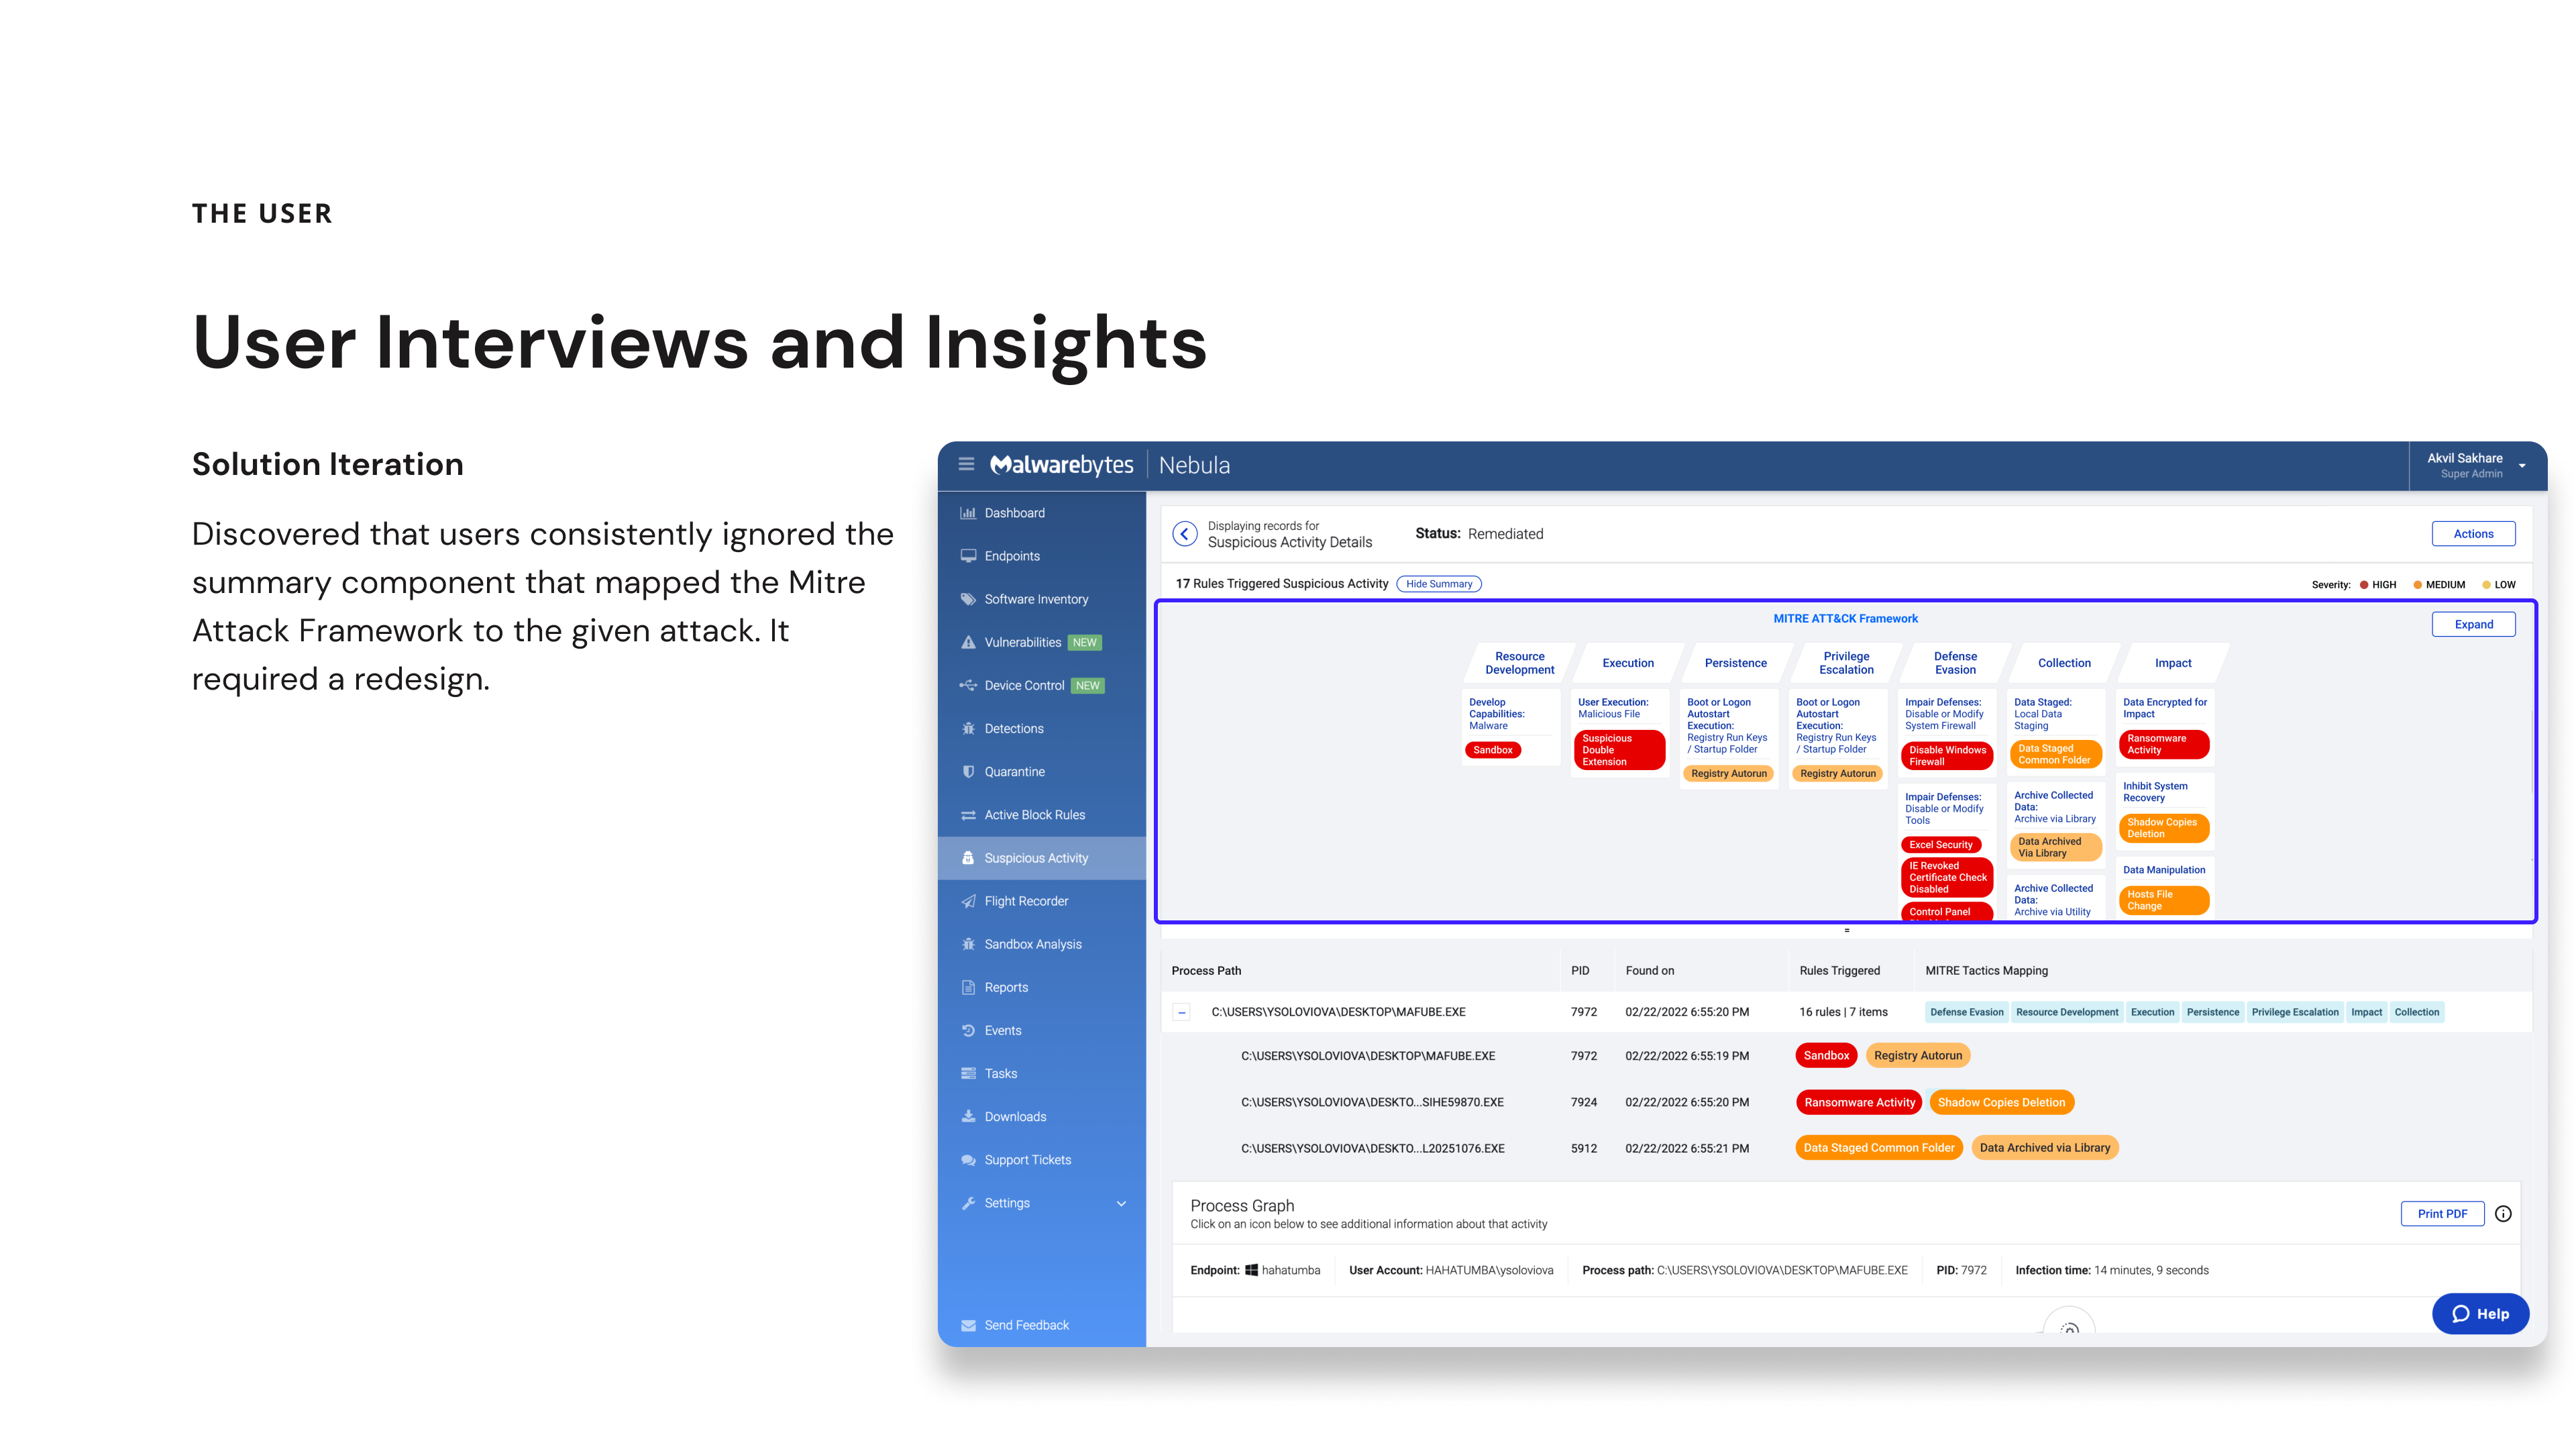 THE USER
User Interviews and Insights
Solution Iteration
Discovered that users consistently ignored the
summary component that mapped the Mitre
Attack Framework to the given attack. It
required a redesign.
Malwarebytes
Nebula
Akvil Sakhare
Super Admin
Dashboard
Endpoints
Software Inventory
Vulnerabilities NEW
Device Control NEW
Detections
Quarantine
Active Block Rules
Suspicious Activity
Flight Recorder
Sandbox Analysis
Reports
Events
Tasks
Downloads
Support Tickets
Settings
Send Feedback
Displaying records for
Suspicious Activity Details
Status: Remediated
Actions
17 Rules Triggered Suspicious Activity
Hide Summary
Severity: HIGH MEDIUM LOW
MITRE ATT&CK Framework
Expand
Resource
Development
Develop
Capabilities:
Malware
Sandbox
Execution
User Execution:
Malicious File
Suspicious
Double
Extension
Persistence
Boot or Logon
Autostart
Execution:
Registry Run Keys
/ Startup Folder
Registry Autorun
Privilege
Escalation
Boot or Logon
Autostart
Execution:
Registry Run Keys
/ Startup Folder
Registry Autorun
Defense
Evasion
Impair Defenses:
Disable or Modify
System Firewall
Disable Windows
Firewall
Impair Defenses:
Disable or Modify
Tools
Excel Security
IE Revoked
Certificate Check
Disabled
Control Panel
Collection
Data Staged:
Local Data
Staging
Data Staged
Common Folder
Archive Collected
Data:
Archive via Library
Data Archived
Via Library
Archive Collected
Data:
Archive via Utility
Impact
Data Encrypted for
Impact
Ransomware
Activity
Inhibit System
Recovery
Shadow Copies
Deletion
Data Manipulation
Hosts File
Change
Process Path PID Found on Rules Triggered MITRE Tactics Mapping
C:\USERS\YSOLOVIOVA\DESKTOP\MAFUBE.EXE 7972 02/22/2022 6:55:20 PM 16 rules | 7 items Defense Evasion Resource Development Execution Persistence Privilege Escalation Impact Collection
C:\USERS\YSOLOVIOVA\DESKTOP\MAFUBE.EXE 7972 02/22/2022 6:55:19 PM Sandbox Registry Autorun
C:\USERS\YSOLOVIOVA\DESKTO...SIHE59870.EXE 7924 02/22/2022 6:55:20 PM Ransomware Activity Shadow Copies Deletion
C:\USERS\YSOLOVIOVA\DESKTO...L20251076.EXE 5912 02/22/2022 6:55:21 PM Data Staged Common Folder Data Archived via Library
Process Graph
Click on an icon below to see additional information about that activity
Print PDF
Endpoint: hahatumba User Account: HAHATUMBA\ysoloviova Process path: C:\USERS\YSOLOVIOVA\DESKTOP\MAFUBE.EXE PID: 7972 Infection time: 14 minutes, 9 seconds
Help